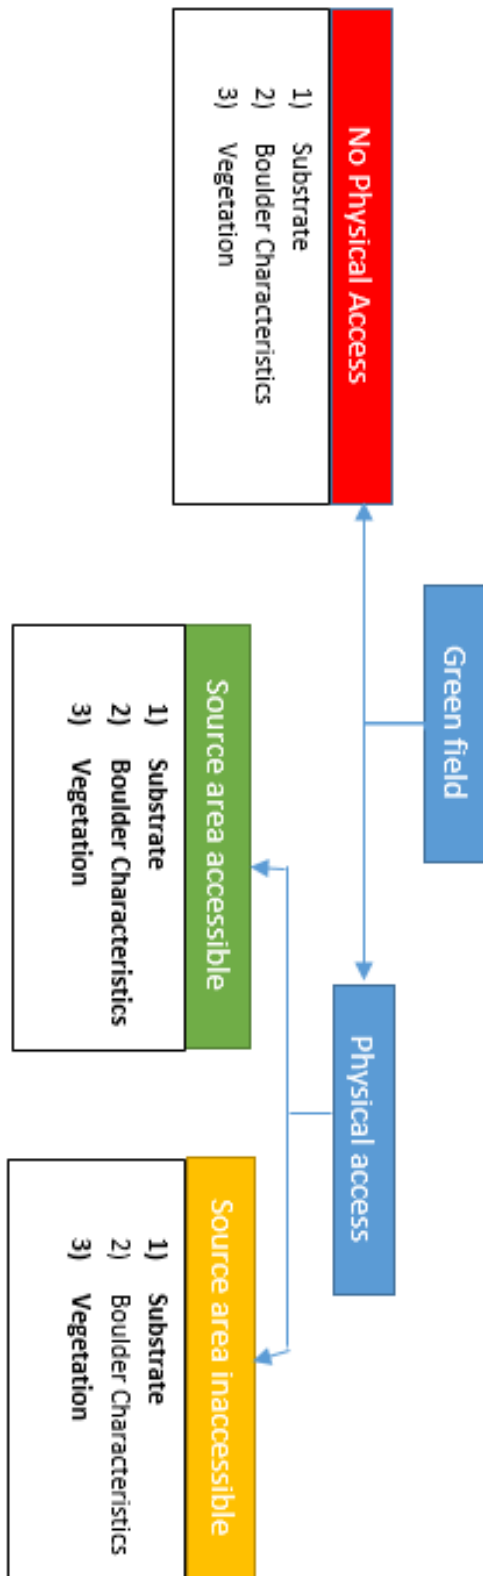 Green field
No Physical Access
1) Substrate
2) Boulder Characteristics
3) Vegetation
Physical access
Source area accessible
1) Substrate
2) Boulder Characteristics
3) Vegetation
Source area inaccessible
1) Substrate
2) Boulder Characteristics
3) Vegetation